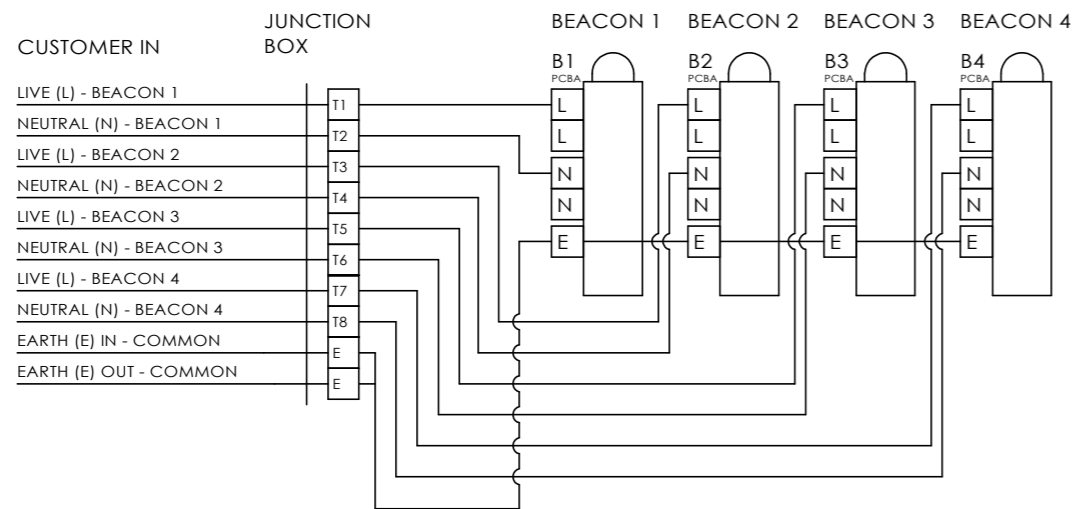 JUNCTION
BOX
BEACON 1
BEACON 2
BEACON 3
BEACON 4
CUSTOMER IN
B1
PCBA
B2
PCBA
B3
PCBA
B4
PCBA
LIVE (L) - BEACON 1
T1
NEUTRAL (N) - BEACON 1
T2
LIVE (L) - BEACON 2
T3
NEUTRAL (N) - BEACON 2
T4
LIVE (L) - BEACON 3
T5
NEUTRAL (N) - BEACON 3
T6
LIVE (L) - BEACON 4
T7
NEUTRAL (N) - BEACON 4
T8
EARTH (E) IN - COMMON
E
EARTH (E) OUT - COMMON
E
L
L
N
N
E
L
L
N
N
E
L
L
N
N
E
L
L
N
N
E